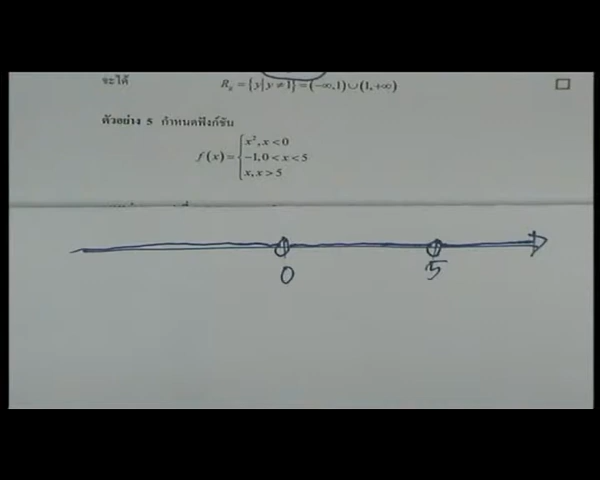 จะได้ R_g = {y|y ≠ 1} = (−∞,1)∪(1,+∞)
ตัวอย่าง 5 กำหนดฟังก์ชัน
f(x) = { x², x < 0
−1, 0 < x < 5
x, x > 5
0 5